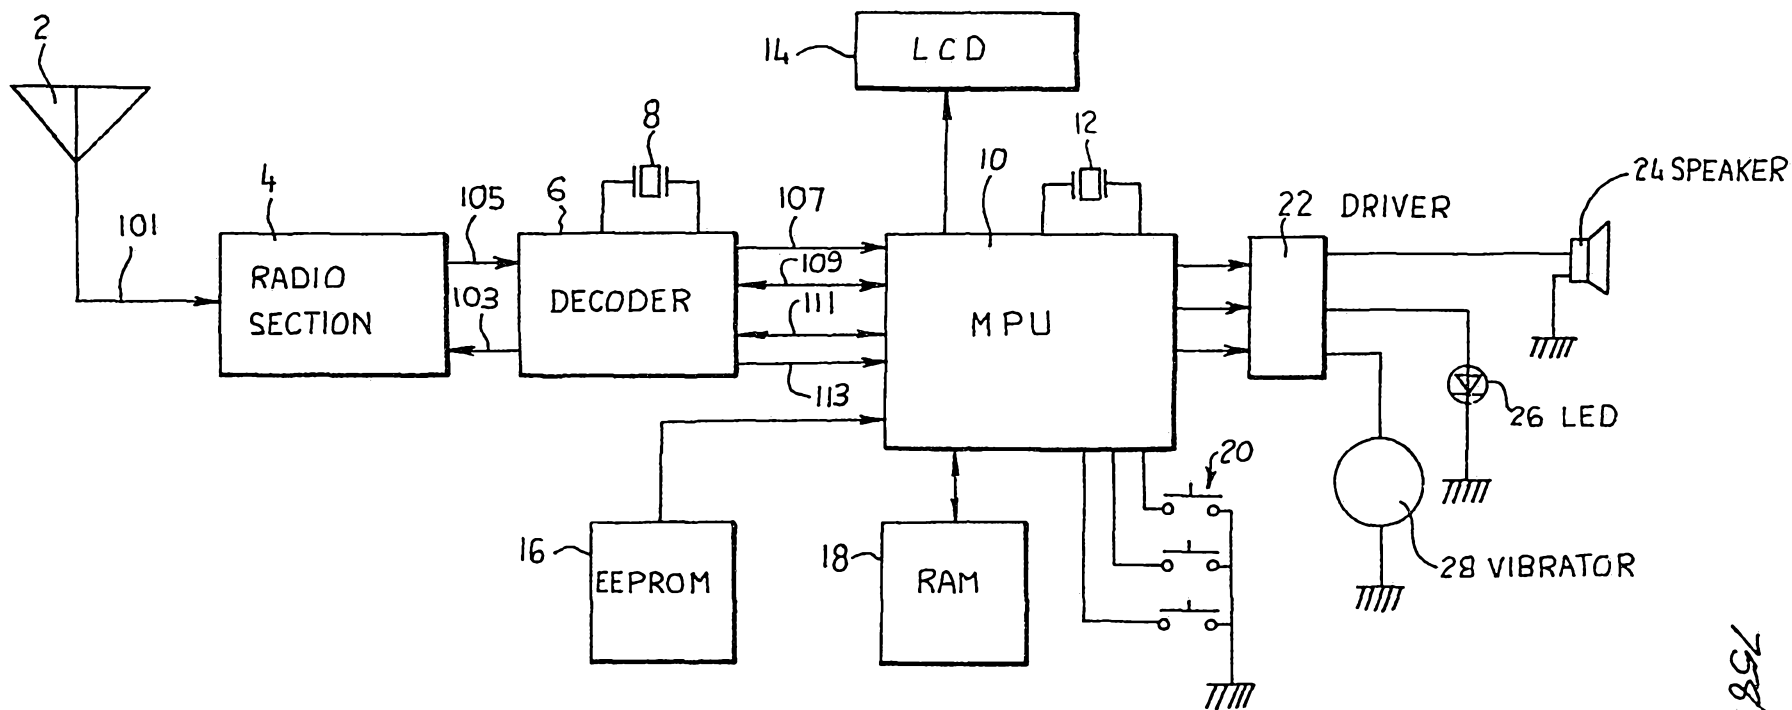 2
14
LCD
8
12
4
6
10
101
105
107
22 DRIVER
24 SPEAKER
RADIO
SECTION
103
DECODER
109
111
113
MPU
26 LED
20
16
EEPROM
18
RAM
28 VIBRATOR